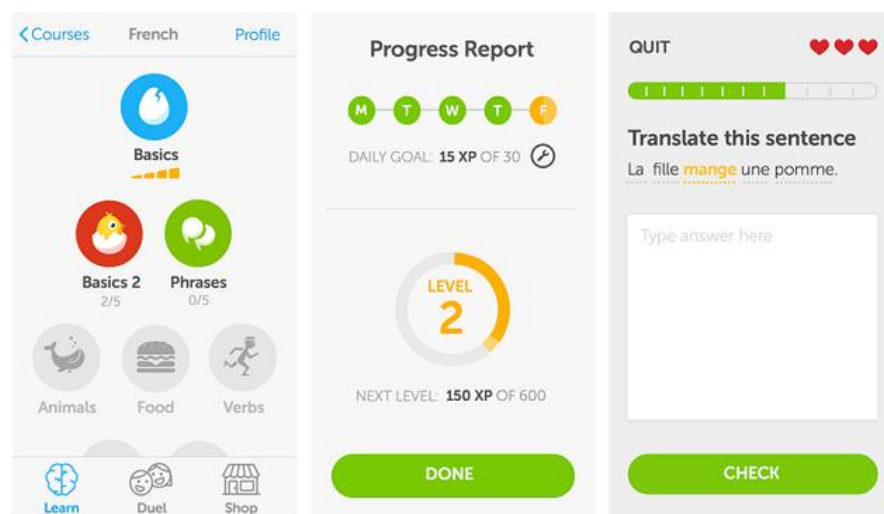 Courses French Profile
Basics
Basics 2 Phrases
2/5 0/5
Animals Food Verbs
Learn Duel Shop
Progress Report
M T W T F
DAILY GOAL: 15 XP OF 30
LEVEL
2
NEXT LEVEL: 150 XP OF 600
DONE
QUIT
Translate this sentence
La fille mange une pomme.
Type answer here
CHECK